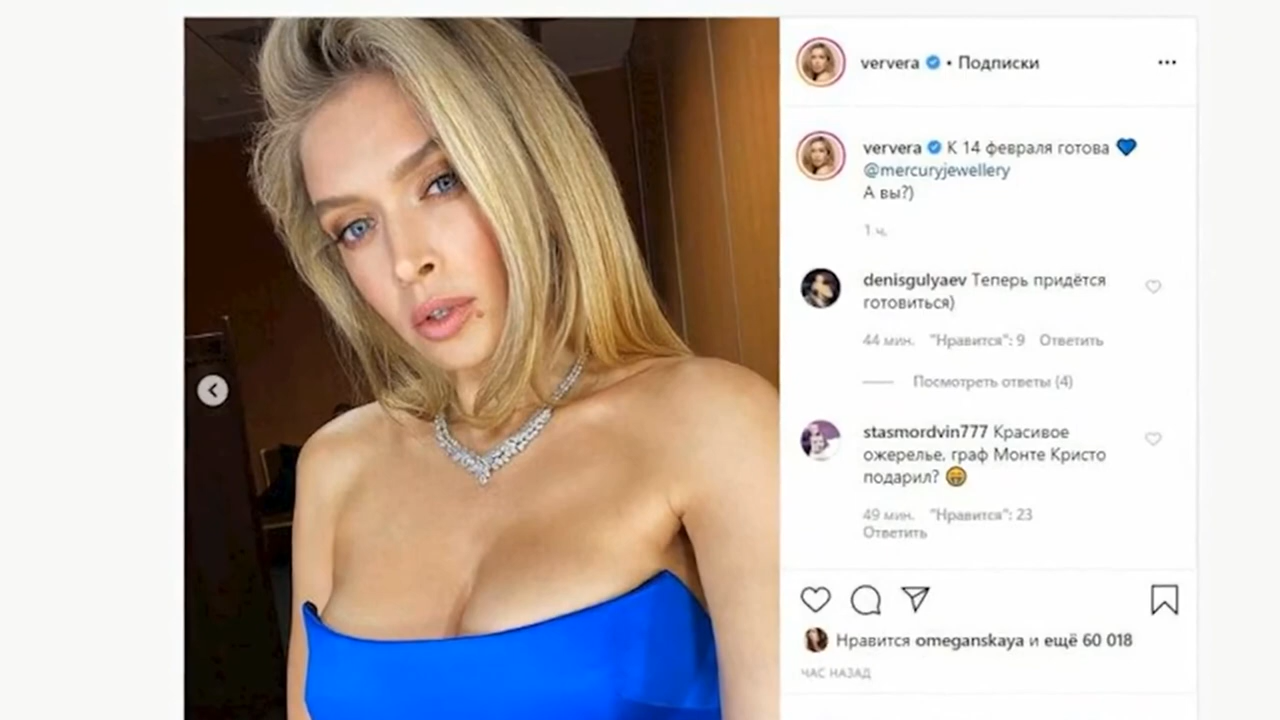 ververa • Подписки
ververa К 14 февраля готова 💙
@mercuryjewellery
А вы?)
1 ч.
denisgulyaev Теперь придётся
готовиться)
44 мин. "Нравится": 9 Ответить
Посмотреть ответы (4)
stasmordvin777 Красивое
ожерелье, граф Монте Кристо
подарил? 😝
49 мин. "Нравится": 23
Ответить
Нравится omeganskaya и ещё 60 018
ЧАС НАЗАД